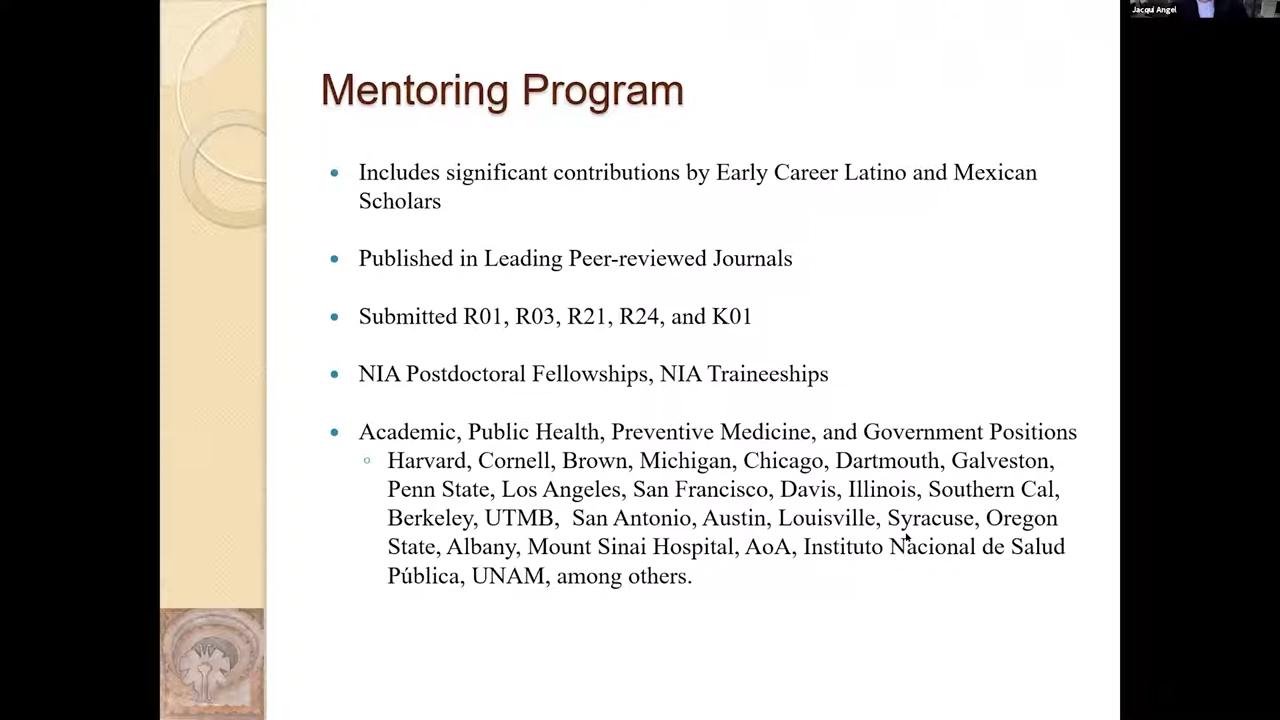 Jacqui Angel
Mentoring Program
Includes significant contributions by Early Career Latino and Mexican
Scholars
Published in Leading Peer-reviewed Journals
Submitted R01, R03, R21, R24, and K01
NIA Postdoctoral Fellowships, NIA Traineeships
Academic, Public Health, Preventive Medicine, and Government Positions
Harvard, Cornell, Brown, Michigan, Chicago, Dartmouth, Galveston,
Penn State, Los Angeles, San Francisco, Davis, Illinois, Southern Cal,
Berkeley, UTMB, San Antonio, Austin, Louisville, Syracuse, Oregon
State, Albany, Mount Sinai Hospital, AoA, Instituto Nacional de Salud
Pública, UNAM, among others.